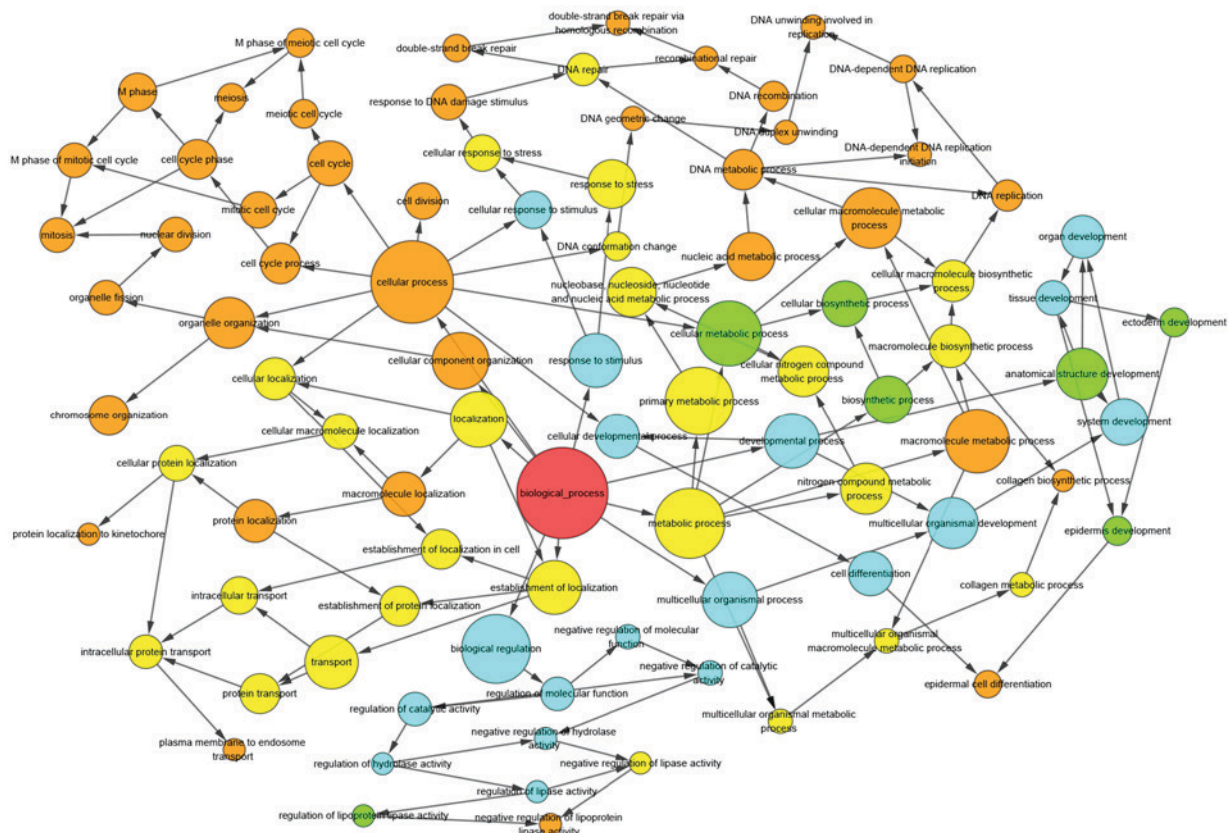 double-strand break repair via
homologous recombination
DNA unwinding involved in
replication
M phase of meiotic cell cycle
double-strand break repair
recombinational repair
DNA-dependent DNA replication
DNA repair
M phase
meiosis
response to DNA damage stimulus
DNA recombination
meiotic cell cycle
DNA geometric change
DNA duplex unwinding
M phase of mitotic cell cycle
cell cycle phase
cell cycle
cellular response to stress
DNA-dependent DNA replication
initiation
response to stress
DNA metabolic process
DNA replication
mitotic cell cycle
cell division
cellular response to stimulus
cellular macromolecule metabolic
process
mitosis
nuclear division
organ development
DNA conformation change
nucleic acid metabolic process
cell cycle process
cellular process
cellular macromolecule biosynthetic
process
nucleobase, nucleoside, nucleotide
and nucleic acid metabolic process
organelle fission
cellular biosynthetic process
tissue development
organelle organization
cellular metabolic process
ectoderm development
macromolecule biosynthetic process
cellular component organization
response to stimulus
cellular nitrogen compound
metabolic process
cellular localization
anatomical structure development
primary metabolic process
biosynthetic process
chromosome organization
localization
system development
cellular macromolecule localization
cellular developmental process
developmental process
macromolecule metabolic process
cellular protein localization
collagen biosynthetic process
nitrogen compound metabolic
process
macromolecule localization
biological_process
protein localization
metabolic process
multicellular organismal development
epidermis development
protein localization to kinetochore
establishment of localization in cell
cell differentiation
establishment of localization
collagen metabolic process
intracellular transport
establishment of protein localization
multicellular organismal process
negative regulation of molecular
function
multicellular organismal
macromolecule metabolic process
biological regulation
intracellular protein transport
transport
negative regulation of catalytic
activity
epidermal cell differentiation
protein transport
regulation of molecular function
regulation of catalytic activity
multicellular organismal metabolic
process
plasma membrane to endosome
transport
negative regulation of hydrolase
activity
regulation of hydrolase activity
negative regulation of lipase activity
regulation of lipase activity
regulation of lipoprotein lipase activity
negative regulation of lipoprotein
lipase activity